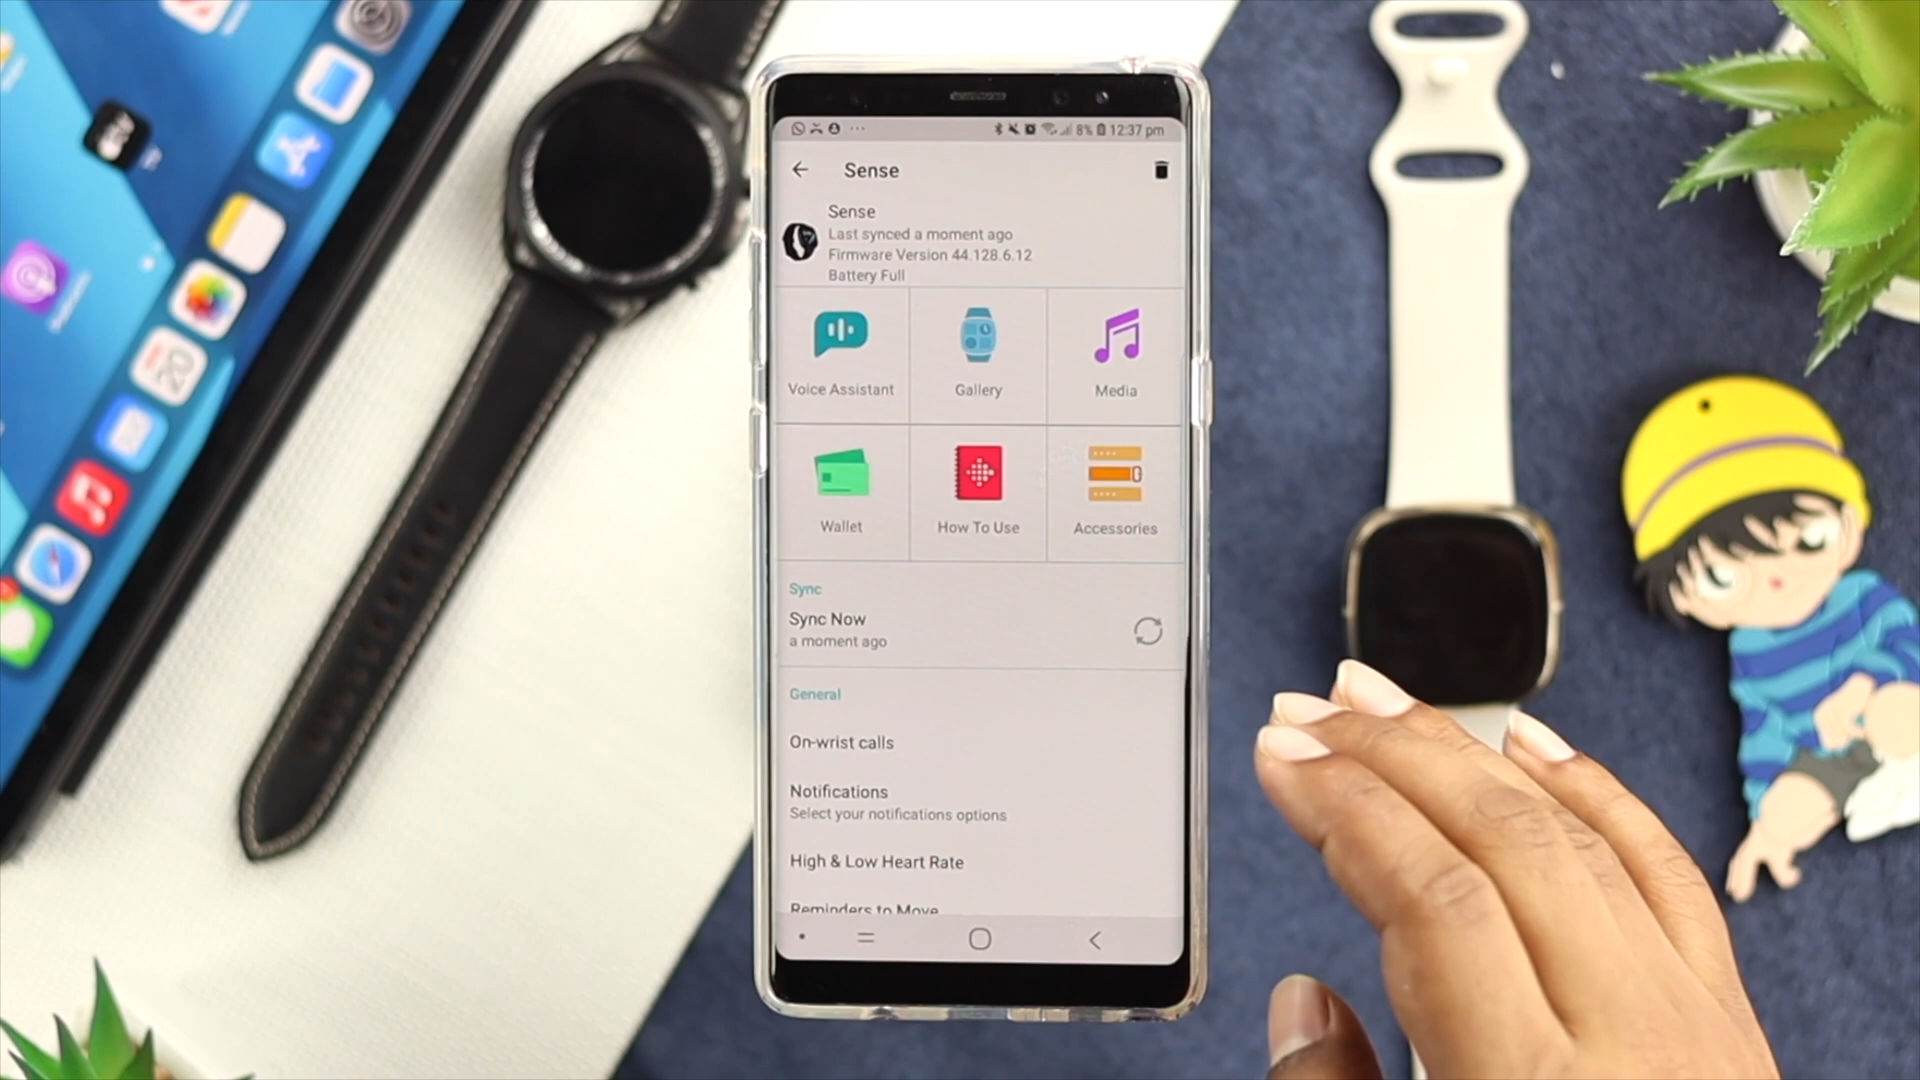 8% 12:37 pm
Sense
Sense
Last synced a moment ago
Firmware Version 44.128.6.12
Battery Full
Voice Assistant
Gallery
Media
Wallet
How To Use
Accessories
Sync
Sync Now
a moment ago
General
On-wrist calls
Notifications
Select your notifications options
High & Low Heart Rate
Reminders to Move